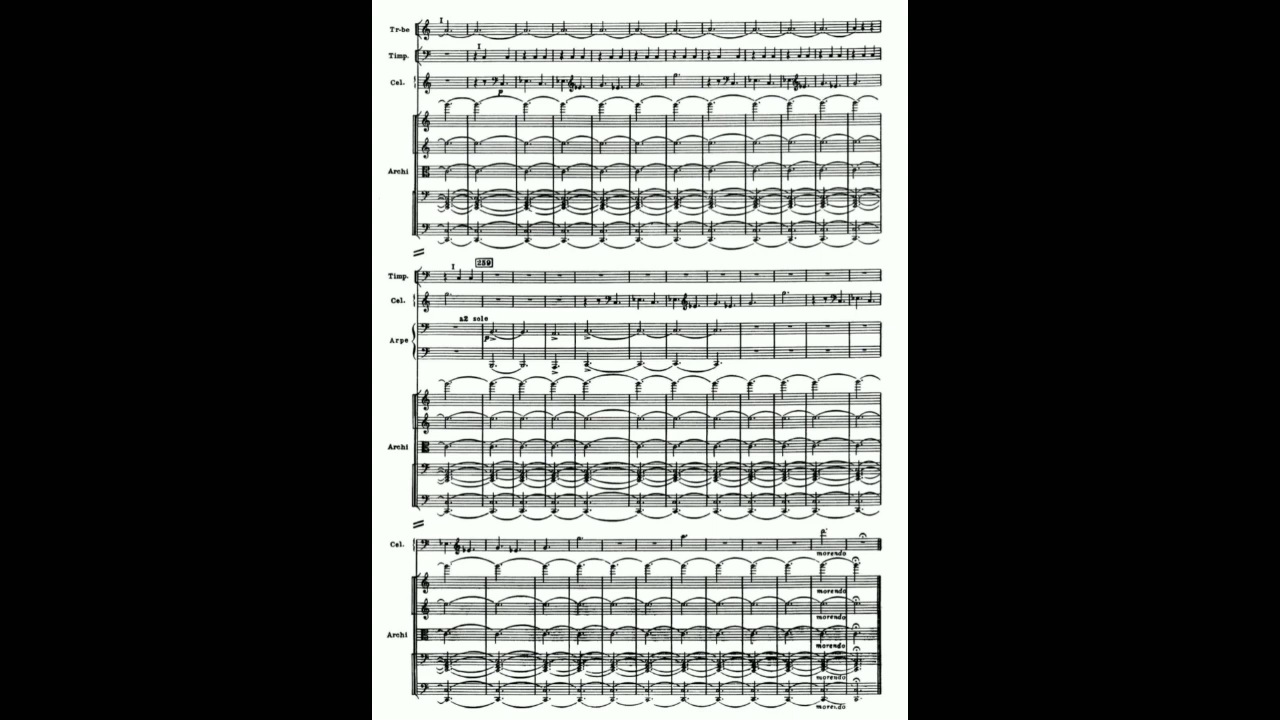 I
Tr-be
I
Timp.
Cel.
p
Archi
I
259
Timp.
Cel.
a2 sole
p
Arpe
Archi
Cel.
morendo
morendo
morendo
Archi
morendo
morendo
morendo